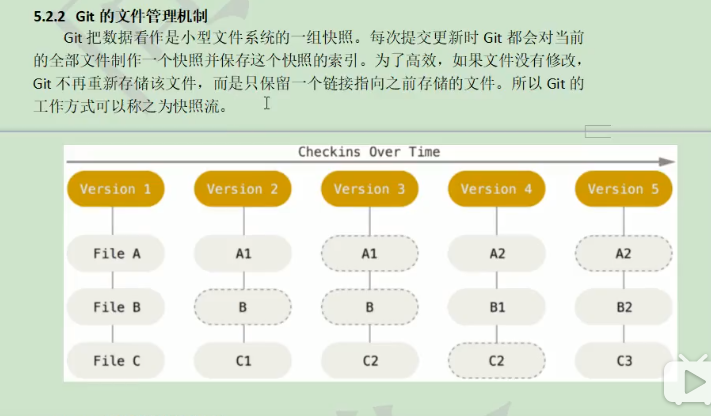 5.2.2 Git 的文件管理机制
Git 把数据看作是小型文件系统的一组快照。每次提交更新时 Git 都会对当前
的全部文件制作一个快照并保存这个快照的索引。为了高效，如果文件没有修改，
Git 不再重新存储该文件，而是只保留一个链接指向之前存储的文件。所以 Git 的
工作方式可以称之为快照流。
Checkins Over Time
Version 1 Version 2 Version 3 Version 4 Version 5
File A A1 A1 A2 A2
File B B B B1 B2
File C C1 C2 C2 C3